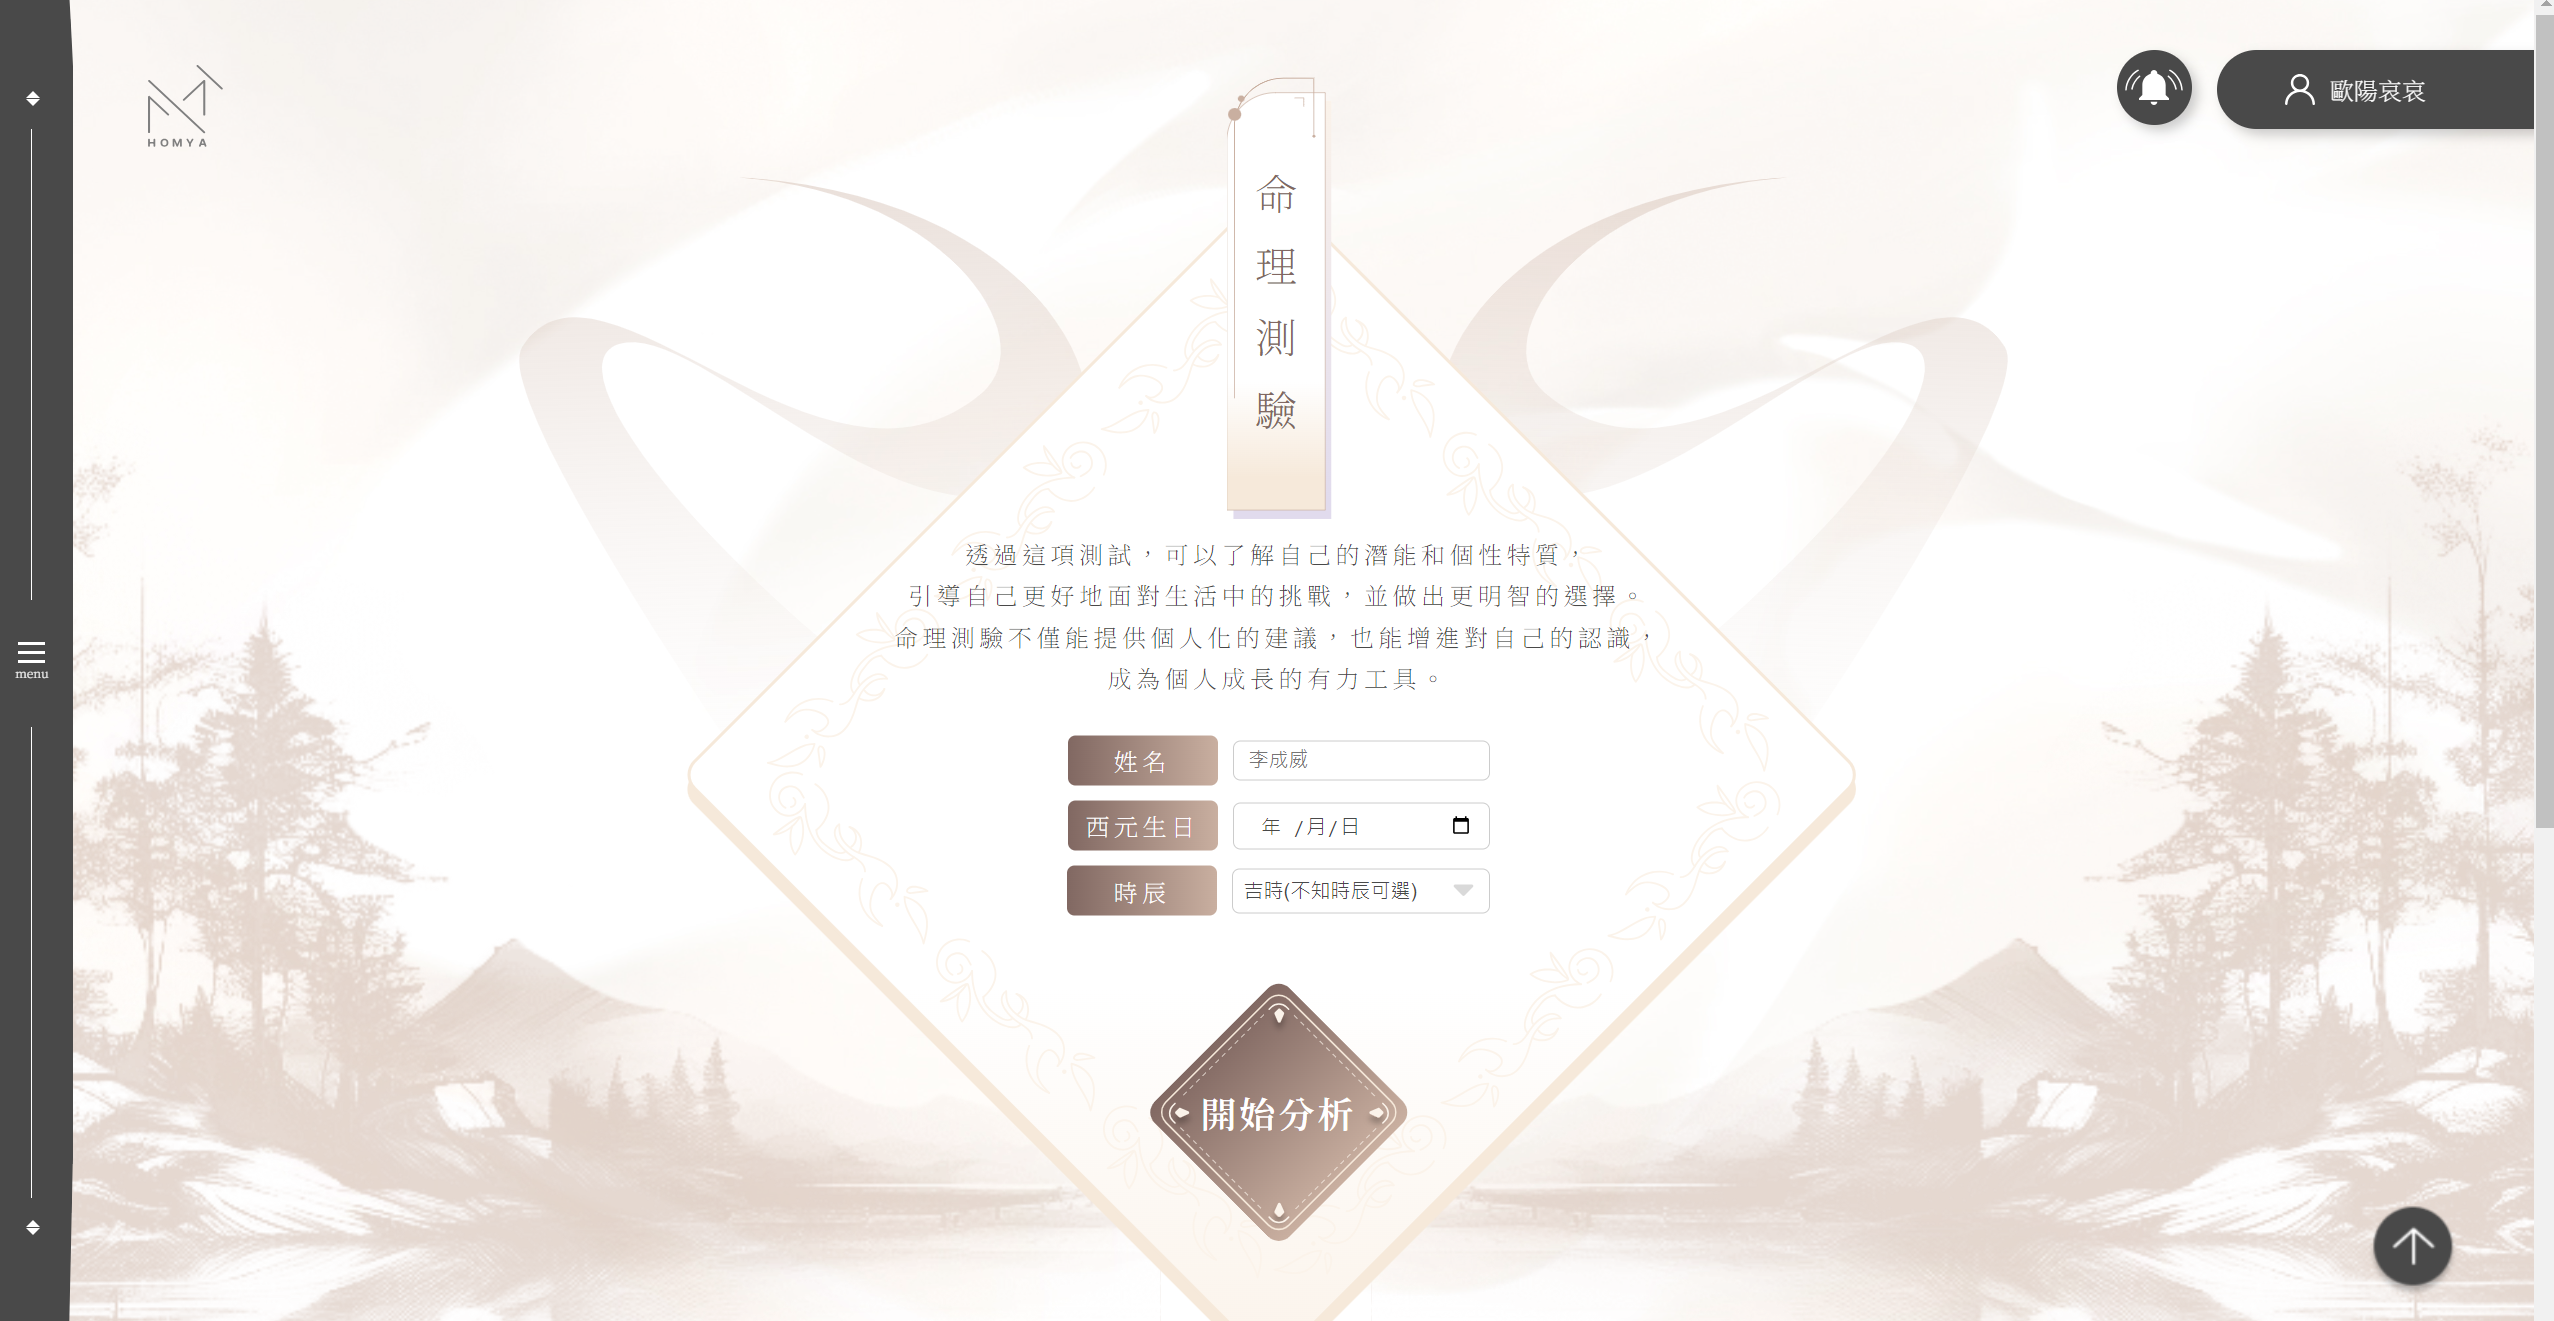 HOMYA
歐陽哀哀
menu
命理測驗
透過這項測試，可以了解自己的潛能和個性特質，
引導自己更好地面對生活中的挑戰，並做出更明智的選擇。
命理測驗不僅能提供個人化的建議，也能增進對自己的認識，
成為個人成長的有力工具。
姓名 李成威
西元生日 年 /月/日
時辰 吉時(不知時辰可選)
開始分析